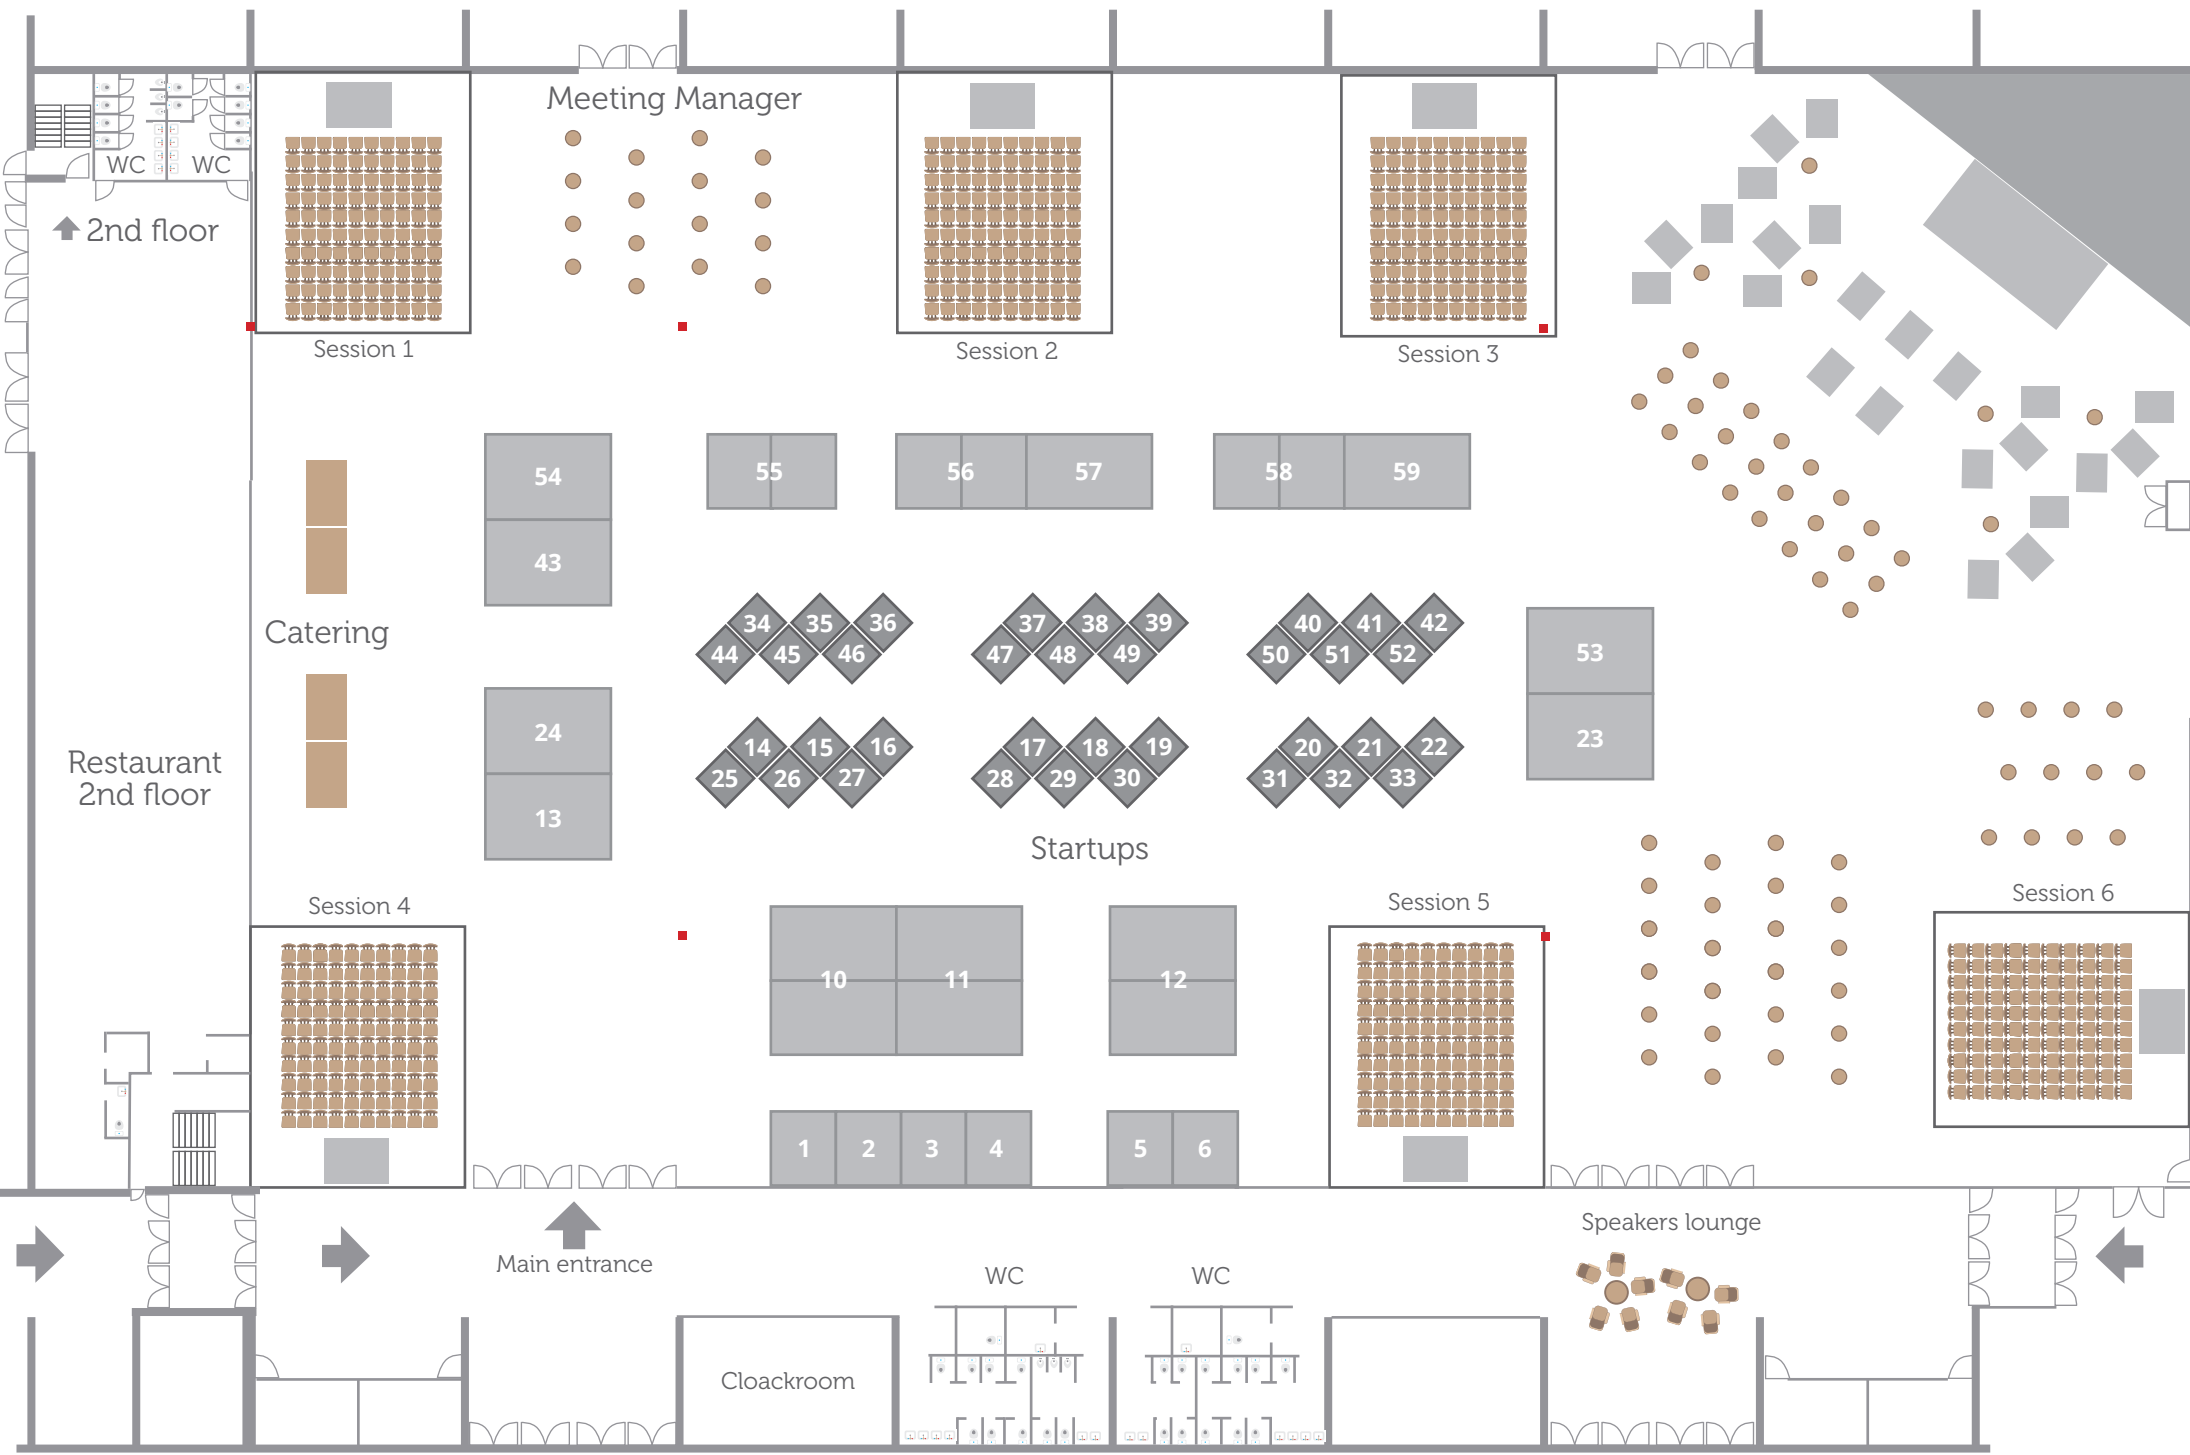 Meeting Manager
WC
WC
2nd floor
Session 1
Session 2
Session 3
54
55
56
57
58
59
43
34
35
36
37
38
39
40
41
42
44
45
46
47
48
49
50
51
52
53
Catering
24
14
15
16
17
18
19
20
21
22
23
25
26
27
28
29
30
31
32
33
13
Restaurant
2nd floor
Startups
Session 4
Session 5
Session 6
10
11
12
1
2
3
4
5
6
Main entrance
Speakers lounge
WC
WC
Cloackroom